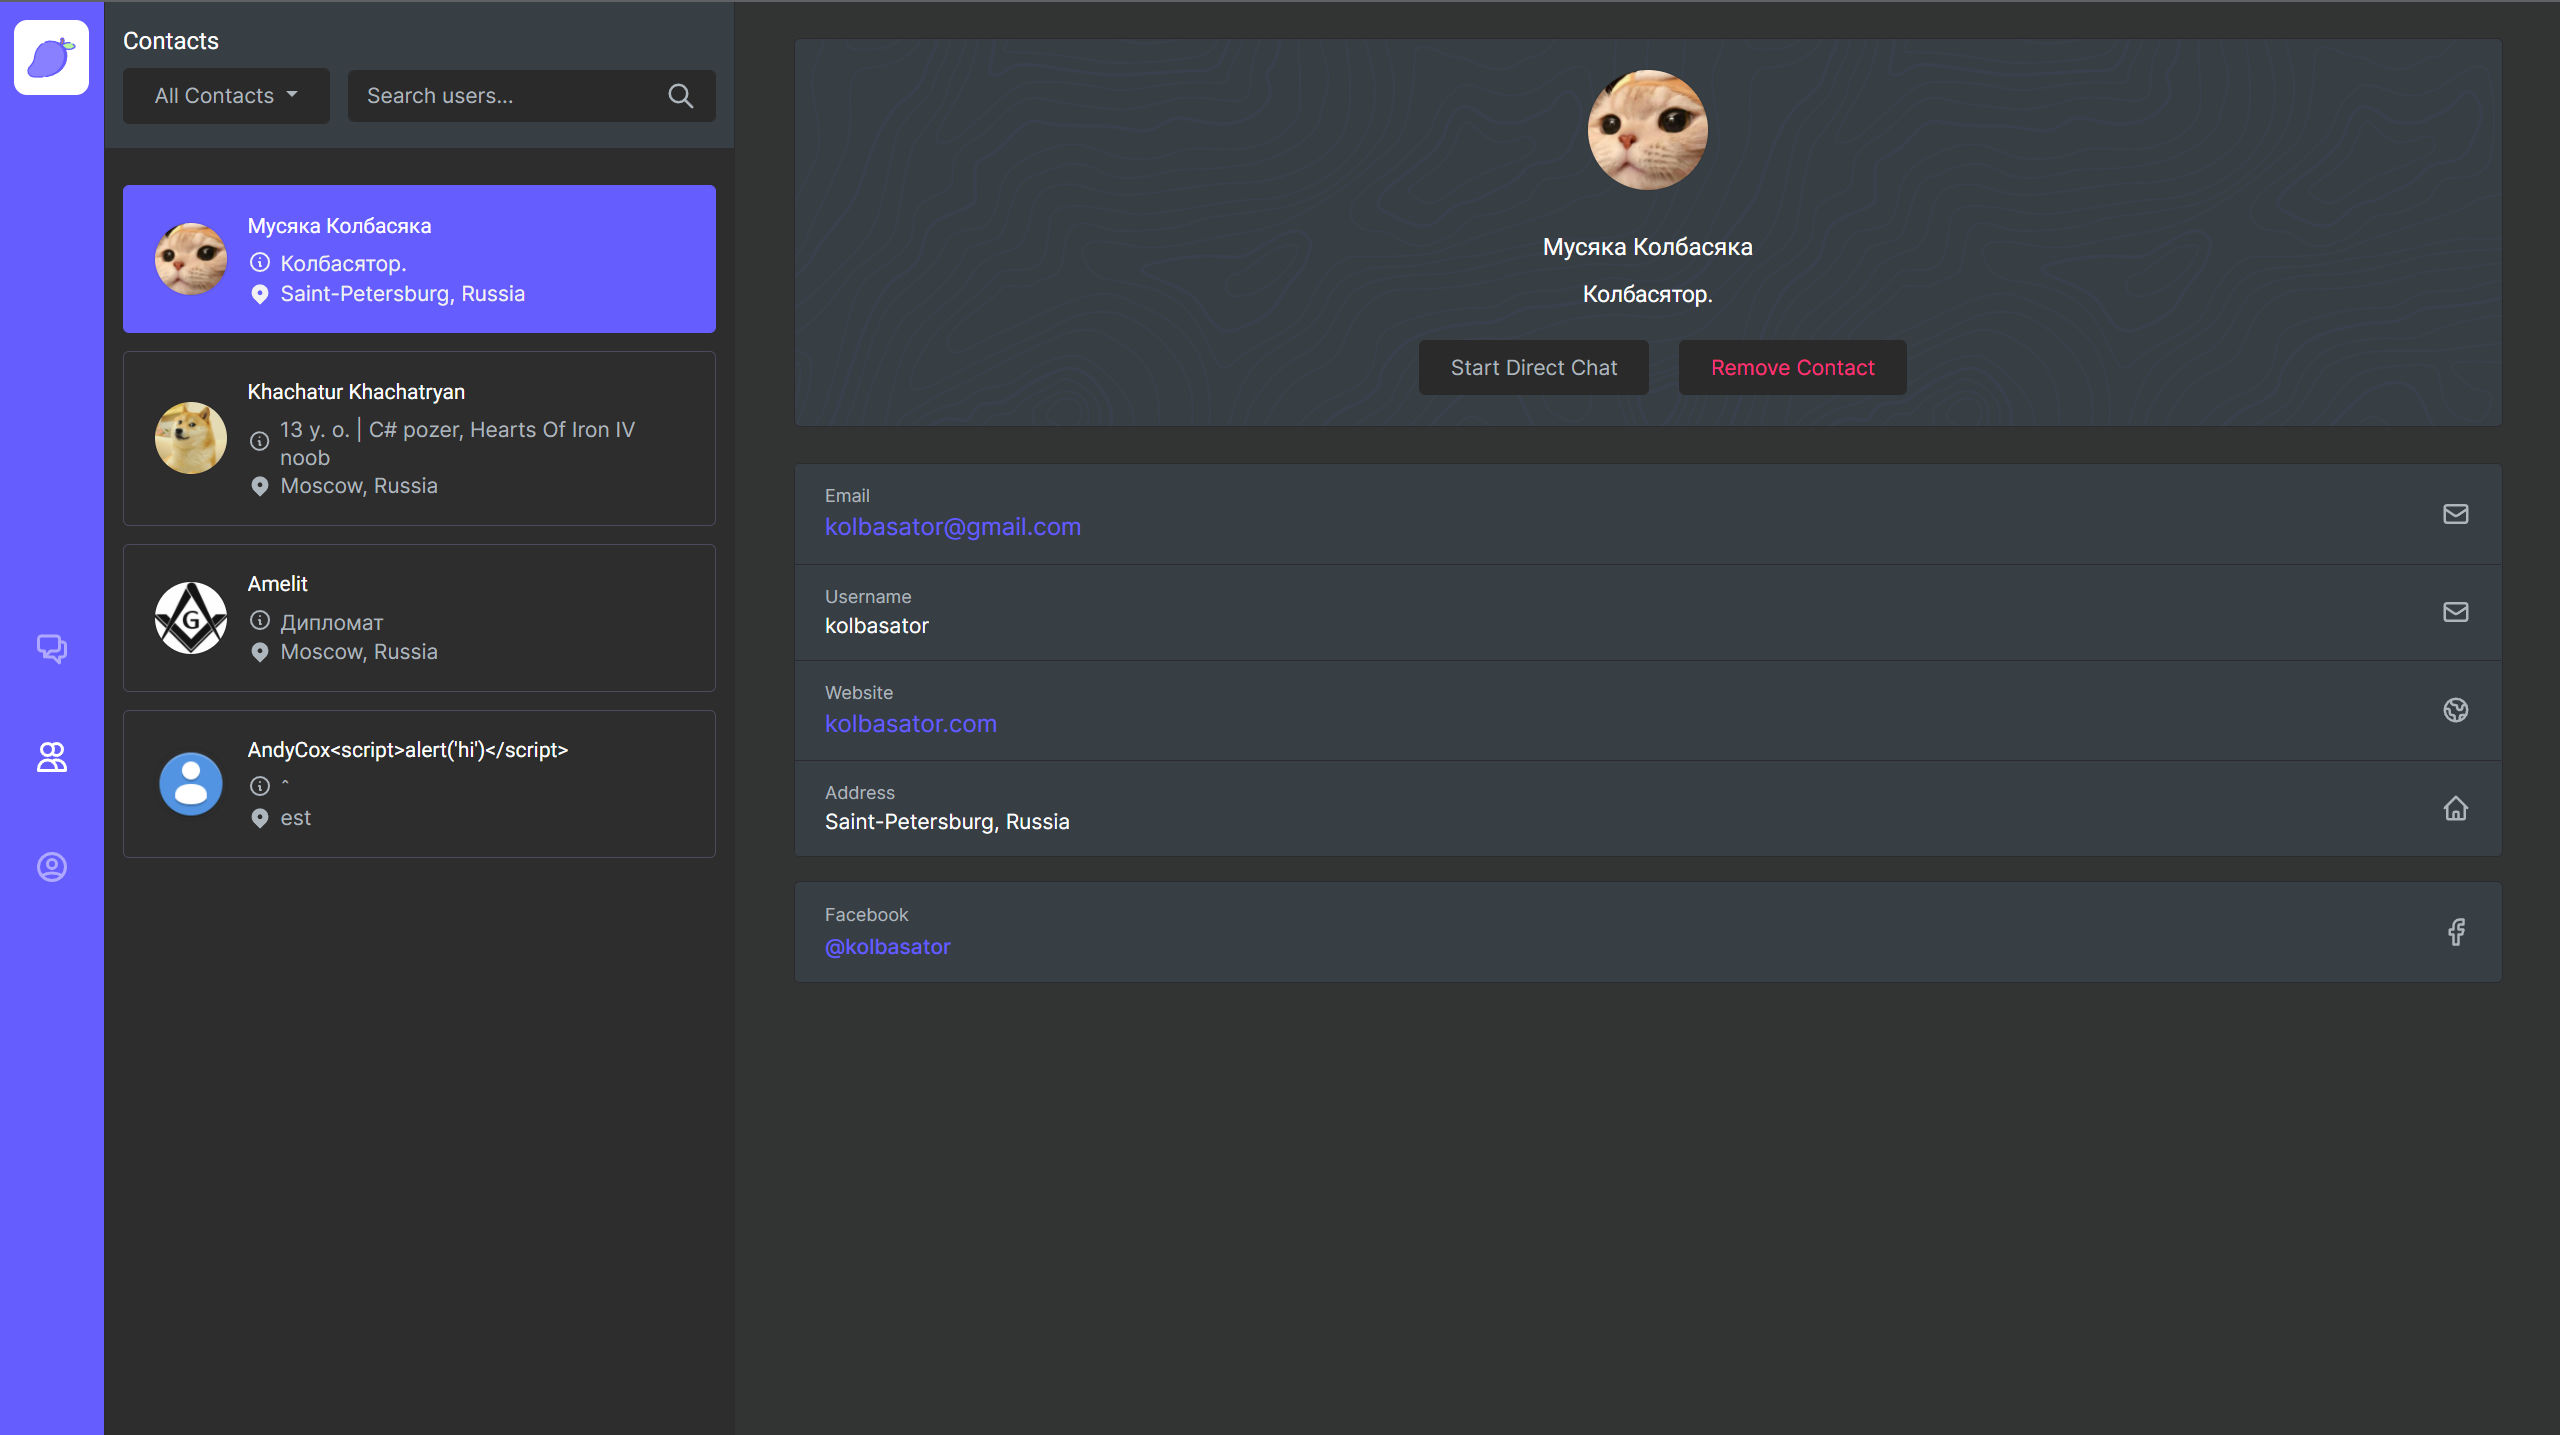 Contacts
All Contacts
Search users...
Мусяка Колбасяка
Колбасятор.
Saint-Petersburg, Russia
Khachatur Khachatryan
13 y. o. | C# pozer, Hearts Of Iron IV
noob
Moscow, Russia
Amelit
G
Дипломат
Moscow, Russia
AndyCox<script>alert('hi')</script>
^
est
Мусяка Колбасяка
Колбасятор.
Start Direct Chat
Remove Contact
Email
kolbasator@gmail.com
Username
kolbasator
Website
kolbasator.com
Address
Saint-Petersburg, Russia
Facebook
@kolbasator